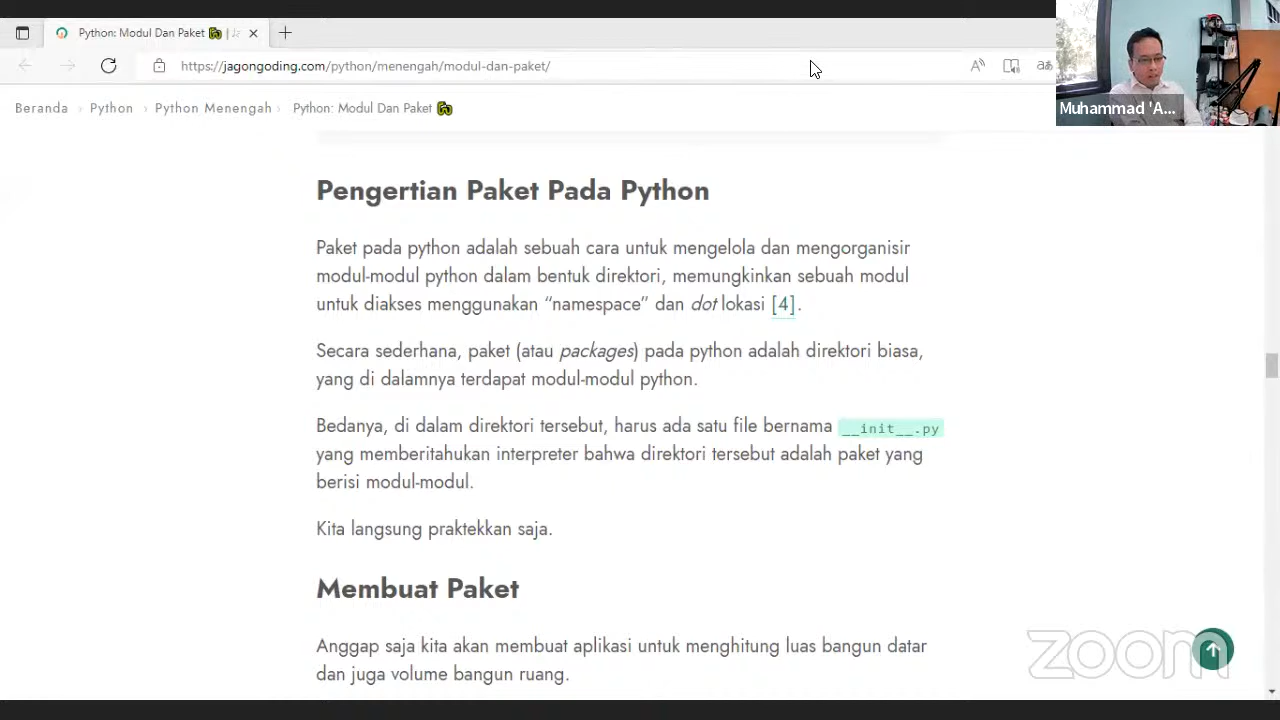 Python: Modul Dan Paket
https://jagongoding.com/python/menengah/modul-dan-paket/
Muhammad 'A...
Beranda › Python › Python Menengah › Python: Modul Dan Paket
Pengertian Paket Pada Python
Paket pada python adalah sebuah cara untuk mengelola dan mengorganisir
modul-modul python dalam bentuk direktori, memungkinkan sebuah modul
untuk diakses menggunakan “namespace” dan dot lokasi [4].
Secara sederhana, paket (atau packages) pada python adalah direktori biasa,
yang di dalamnya terdapat modul-modul python.
Bedanya, di dalam direktori tersebut, harus ada satu file bernama __init__.py
yang memberitahukan interpreter bahwa direktori tersebut adalah paket yang
berisi modul-modul.
Kita langsung praktekkan saja.
Membuat Paket
Anggap saja kita akan membuat aplikasi untuk menghitung luas bangun datar
dan juga volume bangun ruang.
zoom